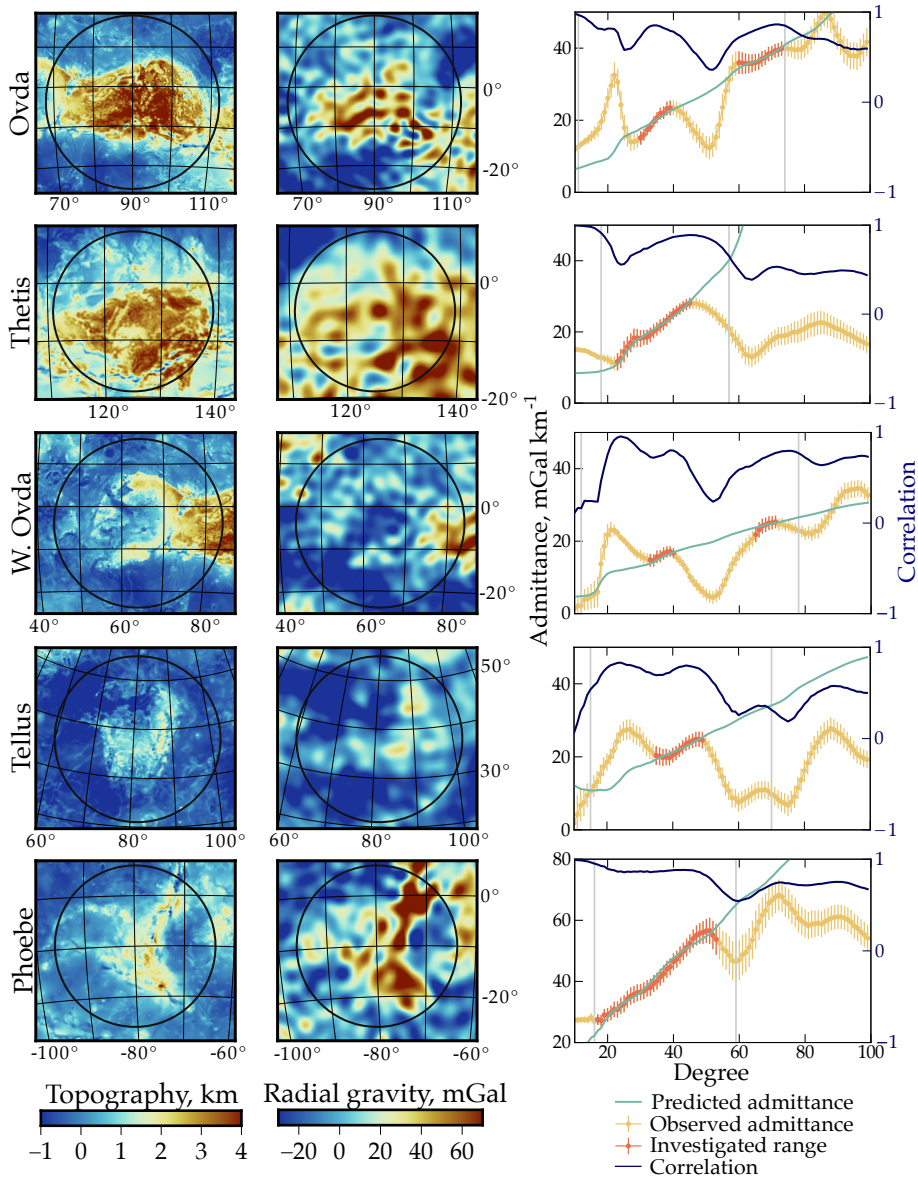 Ovda
70° 90° 110°
0°
-20°
70° 90° 110°
40
20
0
1
0
−1
Thetis
120° 140°
0°
-20°
120° 140°
40
20
0
1
0
−1
W. Ovda
40° 60° 80°
0°
-20°
40° 60° 80°
40
20
0
1
0
−1
Admittance, mGal km⁻¹
Correlation
Tellus
60° 80° 100°
50°
30°
60° 80° 100°
40
20
0
1
0
−1
Phoebe
-100° -80° -60°
0°
-20°
-100° -80° -60°
80
60
40
20
1
0
−1
20 40 60 80 100
Degree
Topography, km
−1 0 1 2 3 4
Radial gravity, mGal
−20 0 20 40 60
Predicted admittance
Observed admittance
Investigated range
Correlation